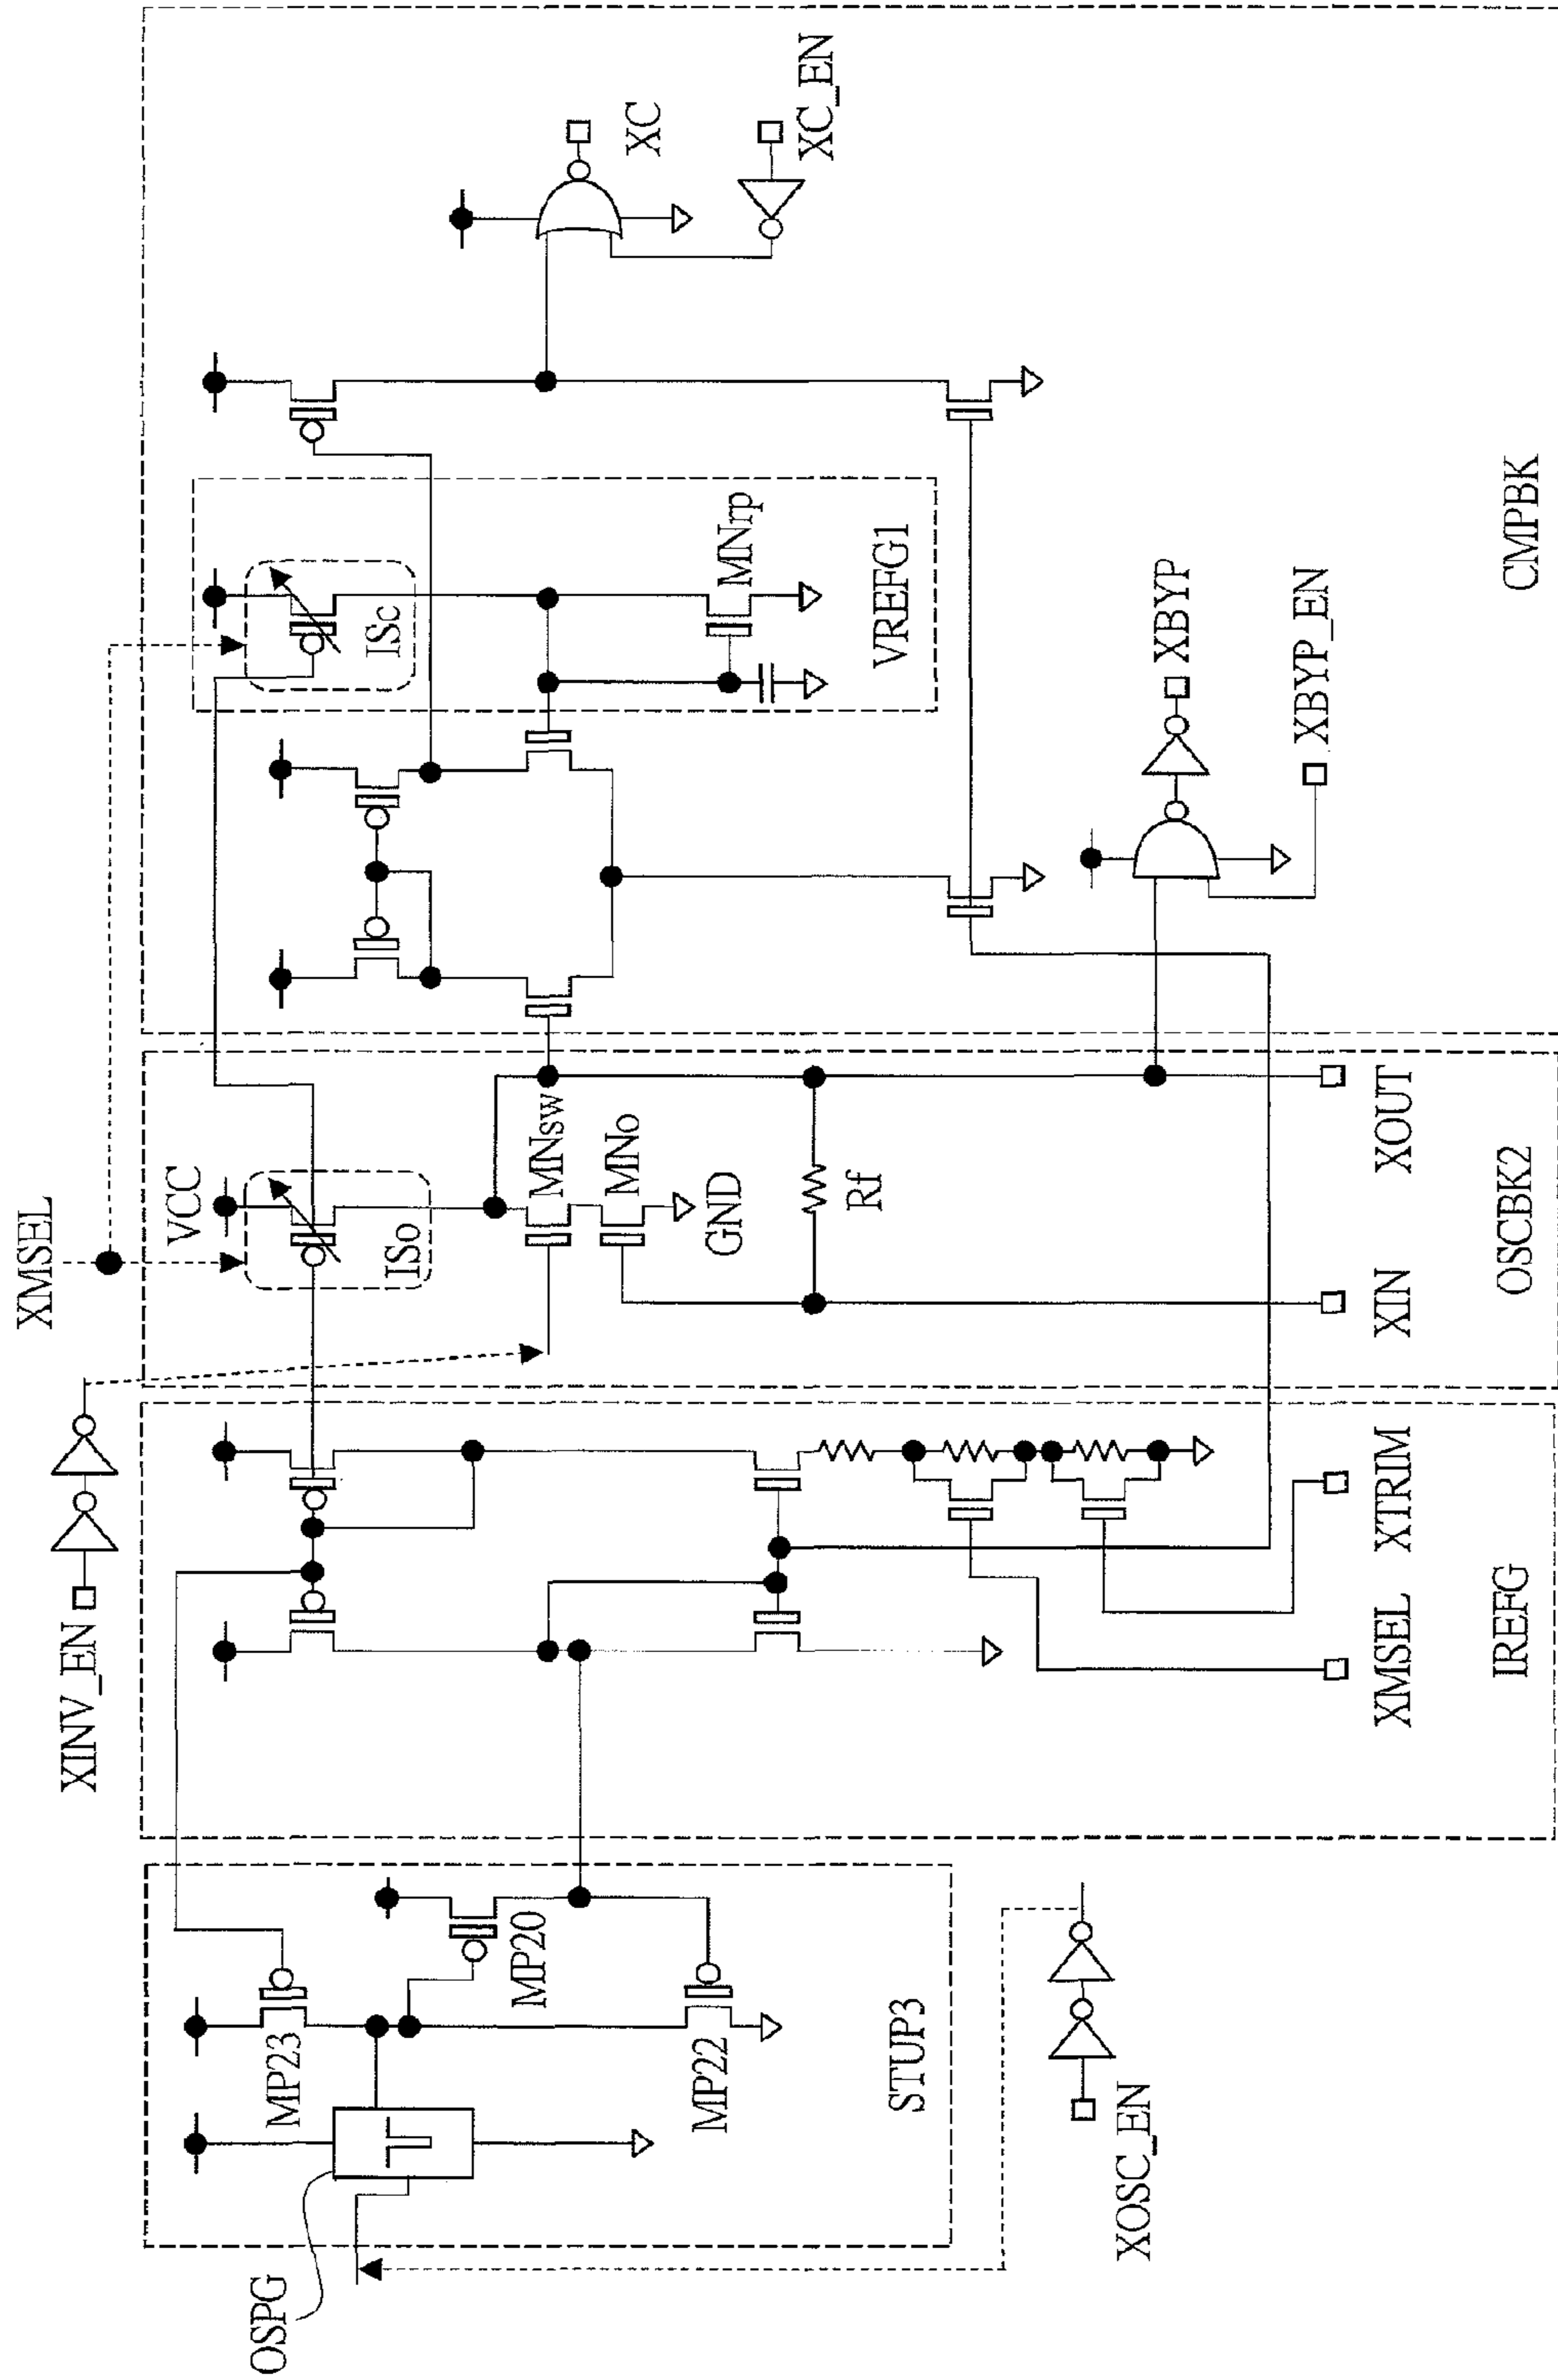 XMSEL
XINV_EN
VCC
ISo
MNsw
MNo
GND
Rf
XIN
XOUT
OSCBK2
ISc
MNrp
VREFG1
XC
XC_EN
XBYP
XBYP_EN
CMPBK
XMSEL
XTRIM
IREFG
MP23
MP20
MP22
STUP3
OSPG
XOSC_EN